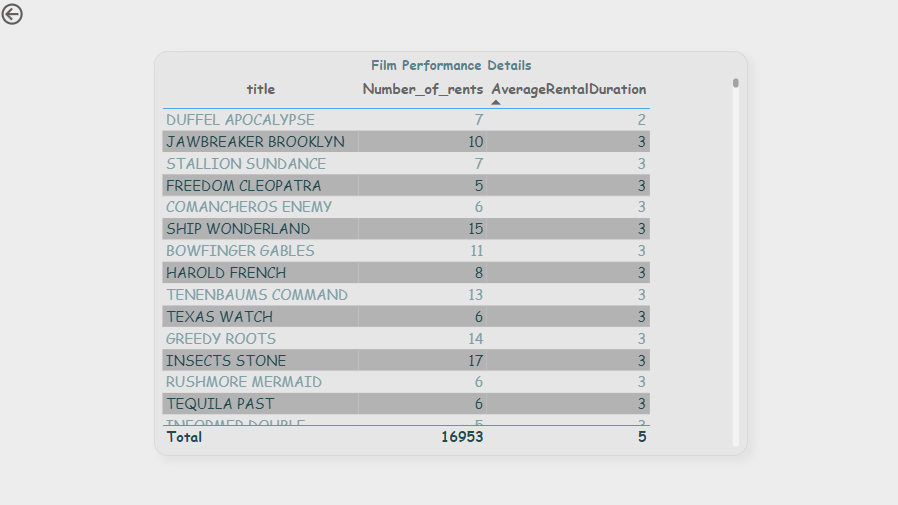 Film Performance Details
title Number_of_rents AverageRentalDuration
DUFFEL APOCALYPSE 7 2
JAWBREAKER BROOKLYN 10 3
STALLION SUNDANCE 7 3
FREEDOM CLEOPATRA 5 3
COMANCHEROS ENEMY 6 3
SHIP WONDERLAND 15 3
BOWFINGER GABLES 11 3
HAROLD FRENCH 8 3
TENENBAUMS COMMAND 13 3
TEXAS WATCH 6 3
GREEDY ROOTS 14 3
INSECTS STONE 17 3
RUSHMORE MERMAID 6 3
TEQUILA PAST 6 3
INFORMER DOUBLE 5 3
Total 16953 5